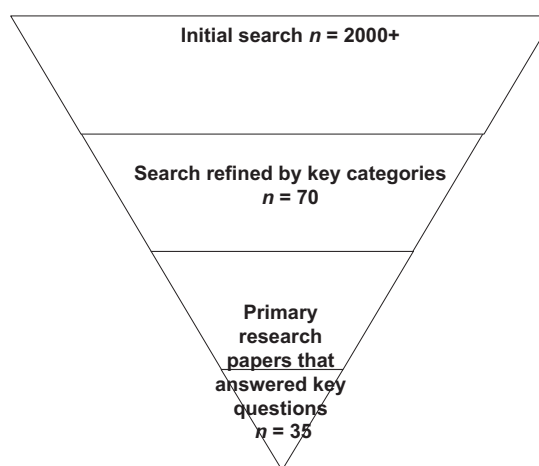 Initial search n = 2000+
Search refined by key categories
n = 70
Primary
research
papers that
answered key
questions
n = 35